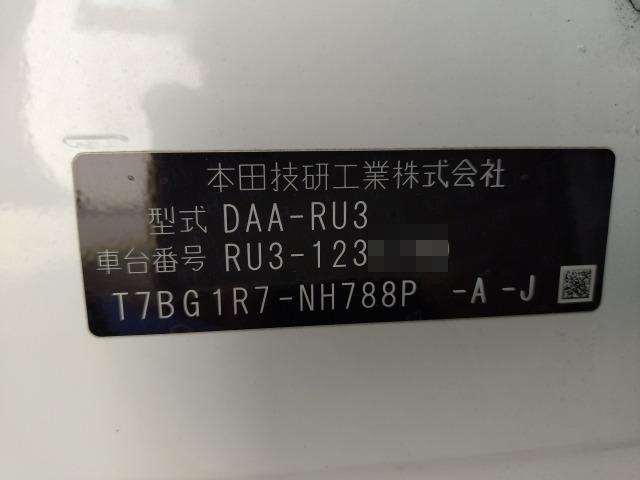 本田技研工業株式会社
型式 DAA-RU3
車台番号 RU3-123
T7BG1R7-NH788P -A -J